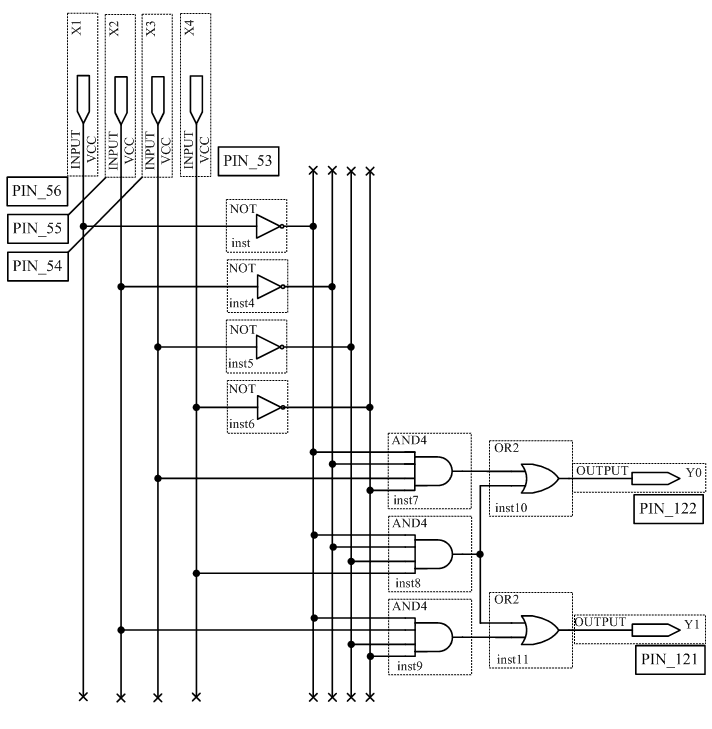 X1
X2
X3
X4
INPUT
VCC
INPUT
VCC
INPUT
VCC
INPUT
VCC
PIN_53
PIN_56
PIN_55
PIN_54
NOT
inst
NOT
inst4
NOT
inst5
NOT
inst6
AND4
inst7
OR2
inst10
OUTPUT
Y0
PIN_122
AND4
inst8
AND4
inst9
OR2
inst11
OUTPUT
Y1
PIN_121